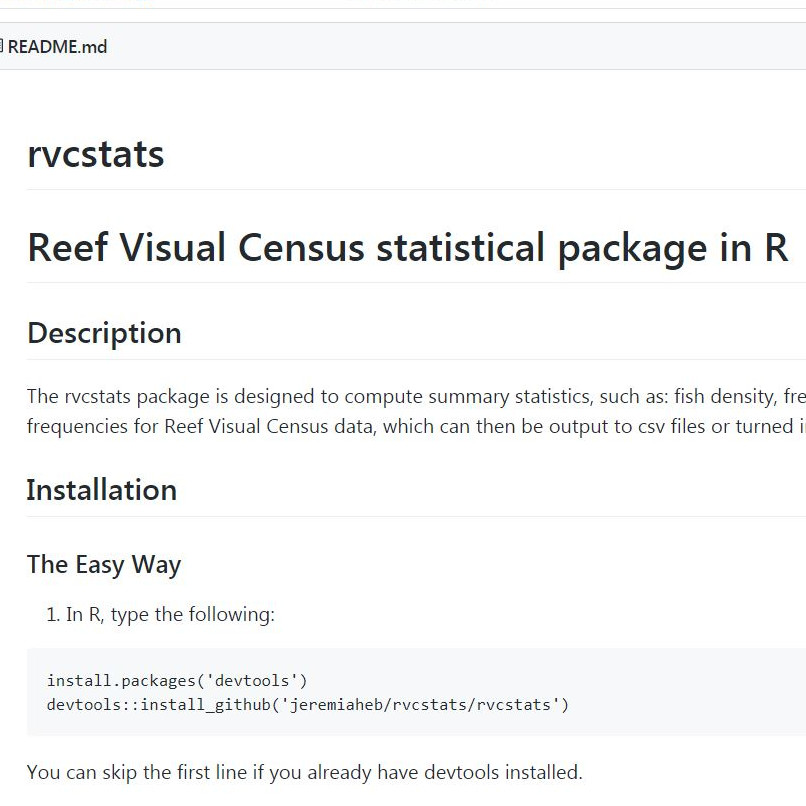 README.md
rvcstats
Reef Visual Census statistical package in R
Description
The rvcstats package is designed to compute summary statistics, such as: fish density, fre
frequencies for Reef Visual Census data, which can then be output to csv files or turned i
Installation
The Easy Way
1. In R, type the following:
install.packages('devtools')
devtools::install_github('jeremiaheb/rvcstats/rvcstats')
You can skip the first line if you already have devtools installed.